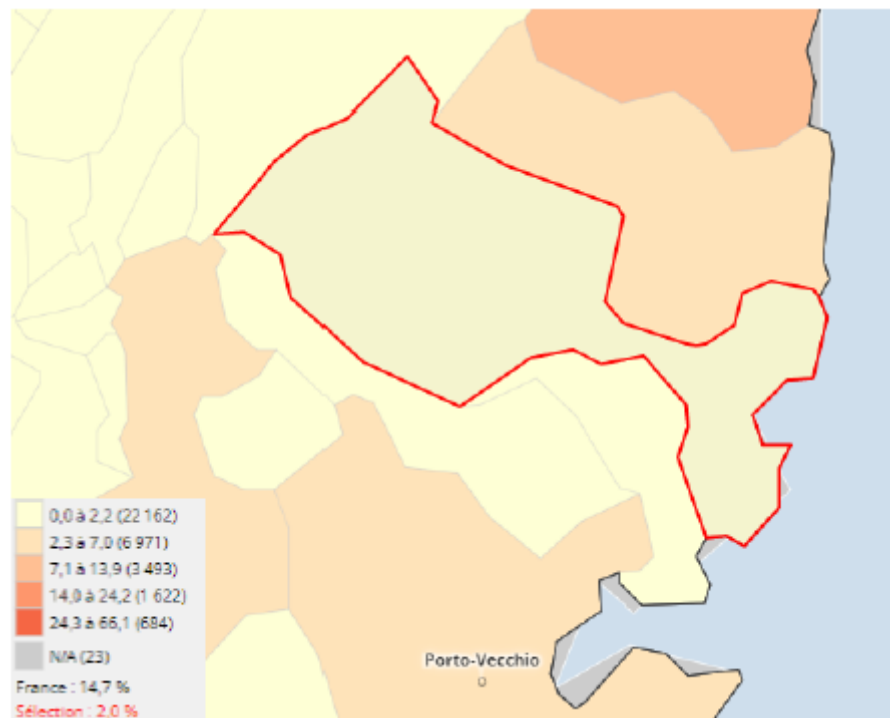 0,0 à 2,2 (22 162)
2,3 à 7,0 (6 971)
7,1 à 13,9 (3 493)
14,0 à 24,2 (1 622)
24,3 à 66,1 (684)
N/A (23)
France : 14,7 %
Sélection : 2,0 %
Porto-Vecchio